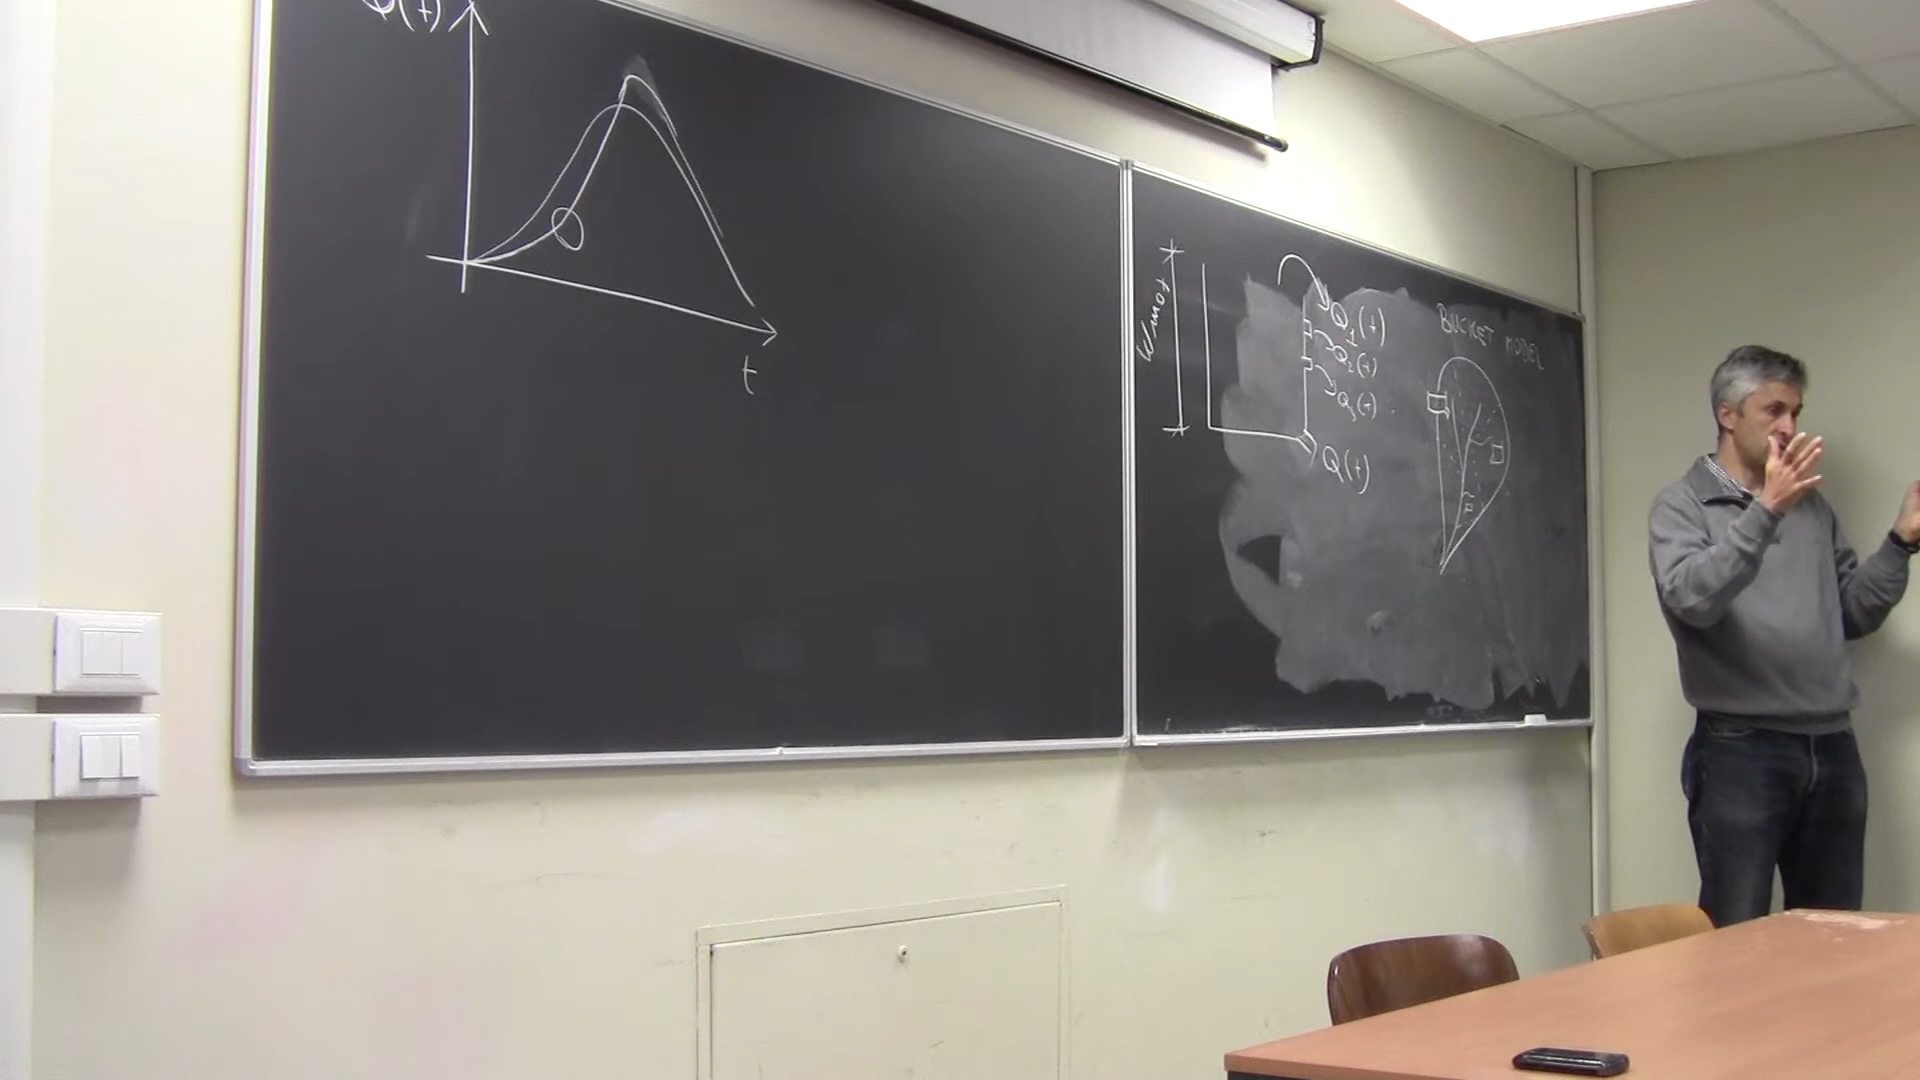 Q(t)
t
Q1(t)
Q2(t)
Q3(t)
Q(t)
BUCKET MODEL